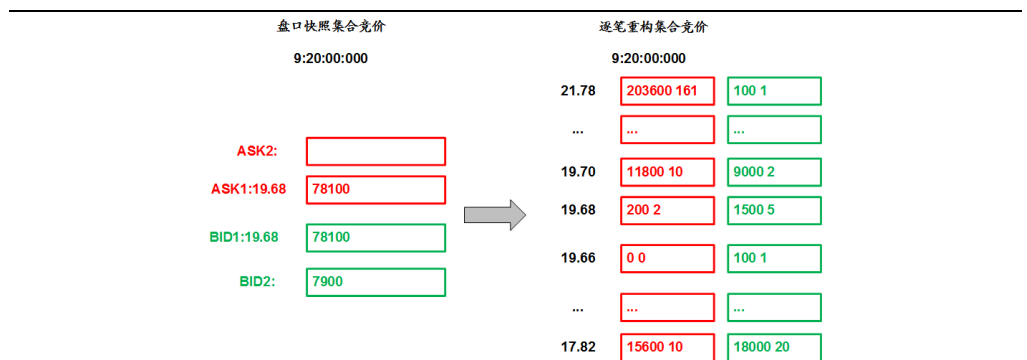 盘口快照集合竞价
9:20:00:000
ASK2:
ASK1:19.68 78100
BID1:19.68 78100
BID2: 7900
逐笔重构集合竞价
9:20:00:000
21.78 203600 161 100 1
... ... ...
19.70 11800 10 9000 2
19.68 200 2 1500 5
19.66 0 0 100 1
... ... ...
17.82 15600 10 18000 20